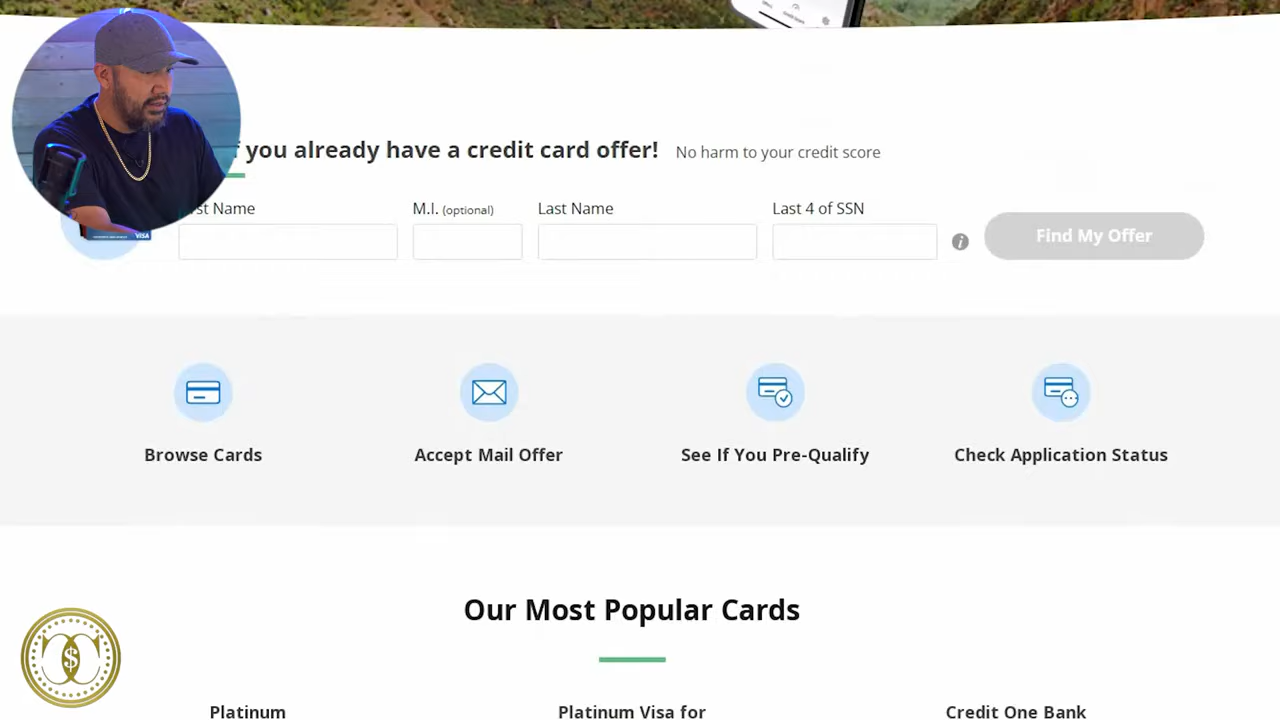 you already have a credit card offer! No harm to your credit score
Name M.I. (optional) Last Name Last 4 of SSN
VISA
Find My Offer
Browse Cards Accept Mail Offer See If You Pre-Qualify Check Application Status
Our Most Popular Cards
Platinum Platinum Visa for Credit One Bank